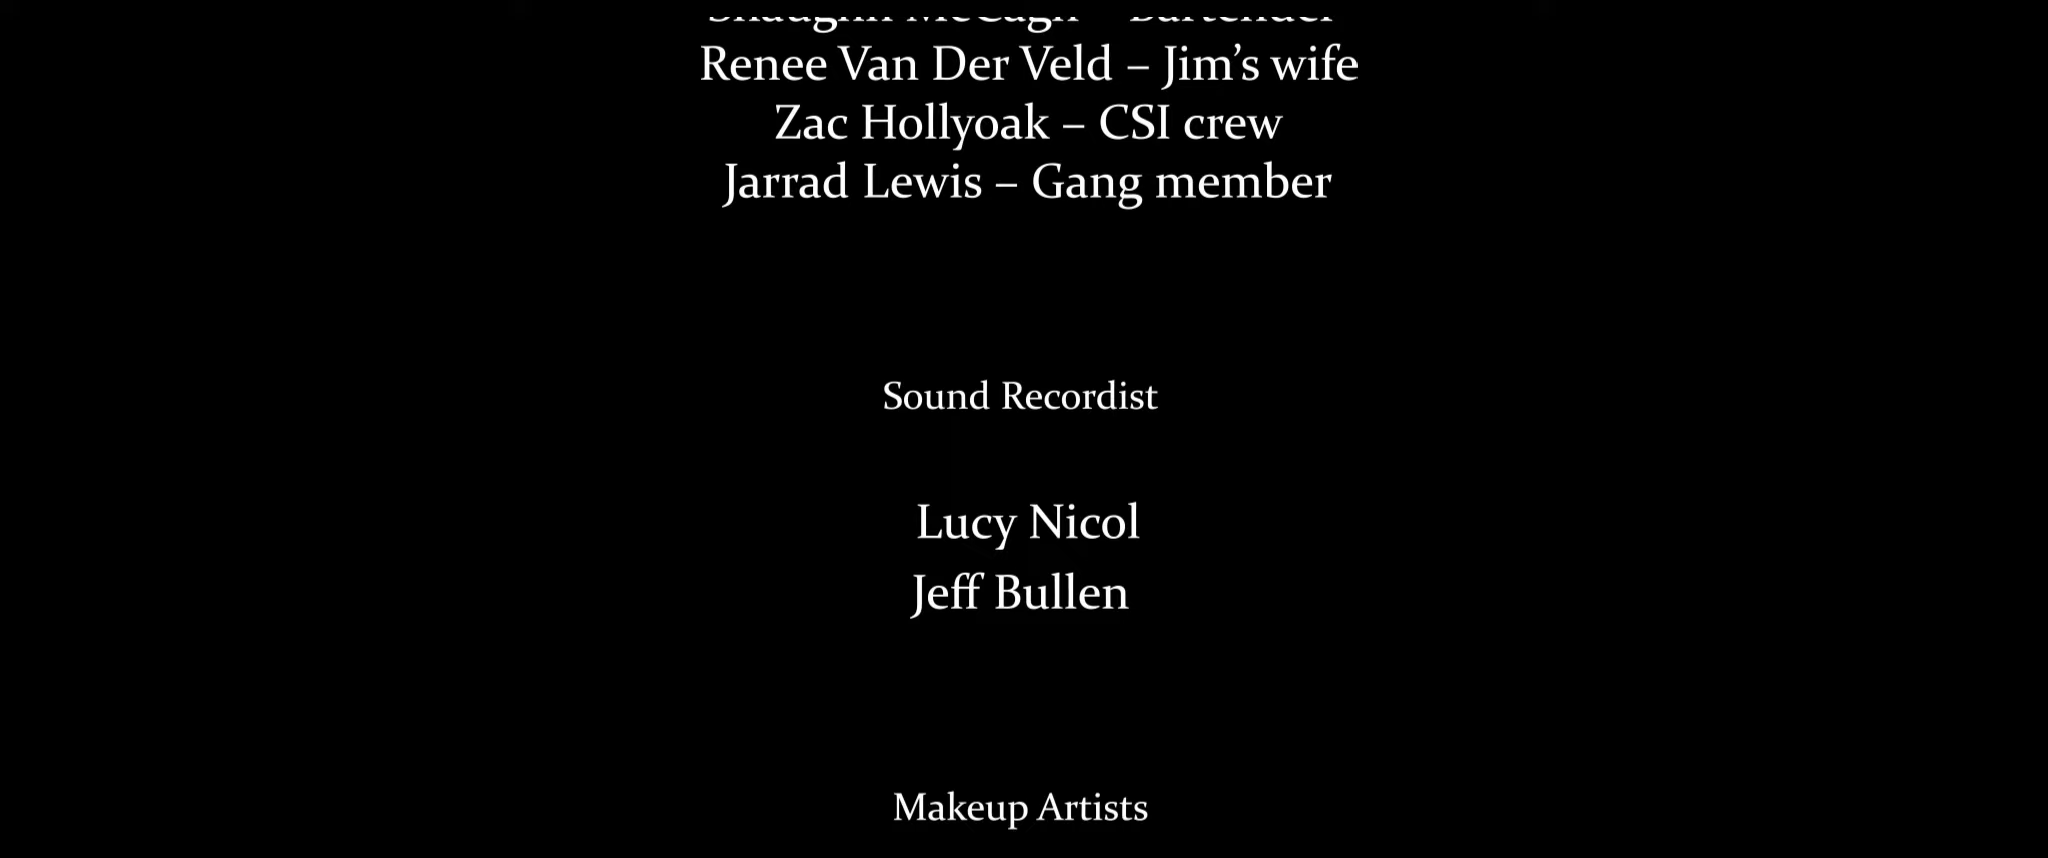 Renee Van Der Veld – Jim’s wife
Zac Hollyoak – CSI crew
Jarrad Lewis – Gang member
Sound Recordist
Lucy Nicol
Jeff Bullen
Makeup Artists